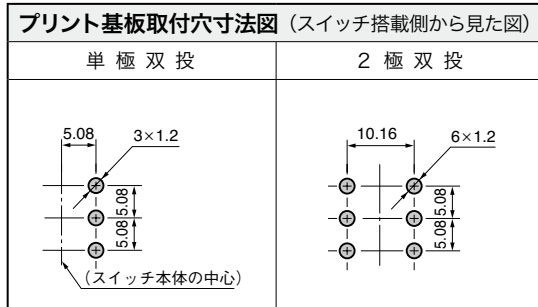 プリント基板取付穴寸法図（スイッチ搭載側から見た図）
単極双投
2極双投
5.08
3×1.2
10.16
6×1.2
5.08
5.08
5.08
5.08
（スイッチ本体の中心）